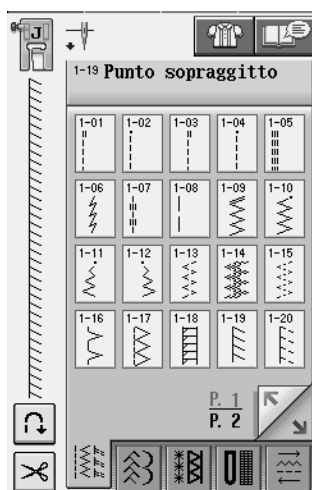 J
1-19 Punto sopraggitto
1-01 1-02 1-03 1-04 1-05
1-06 1-07 1-08 1-09 1-10
1-11 1-12 1-13 1-14 1-15
1-16 1-17 1-18 1-19 1-20
P. 1
P. 2